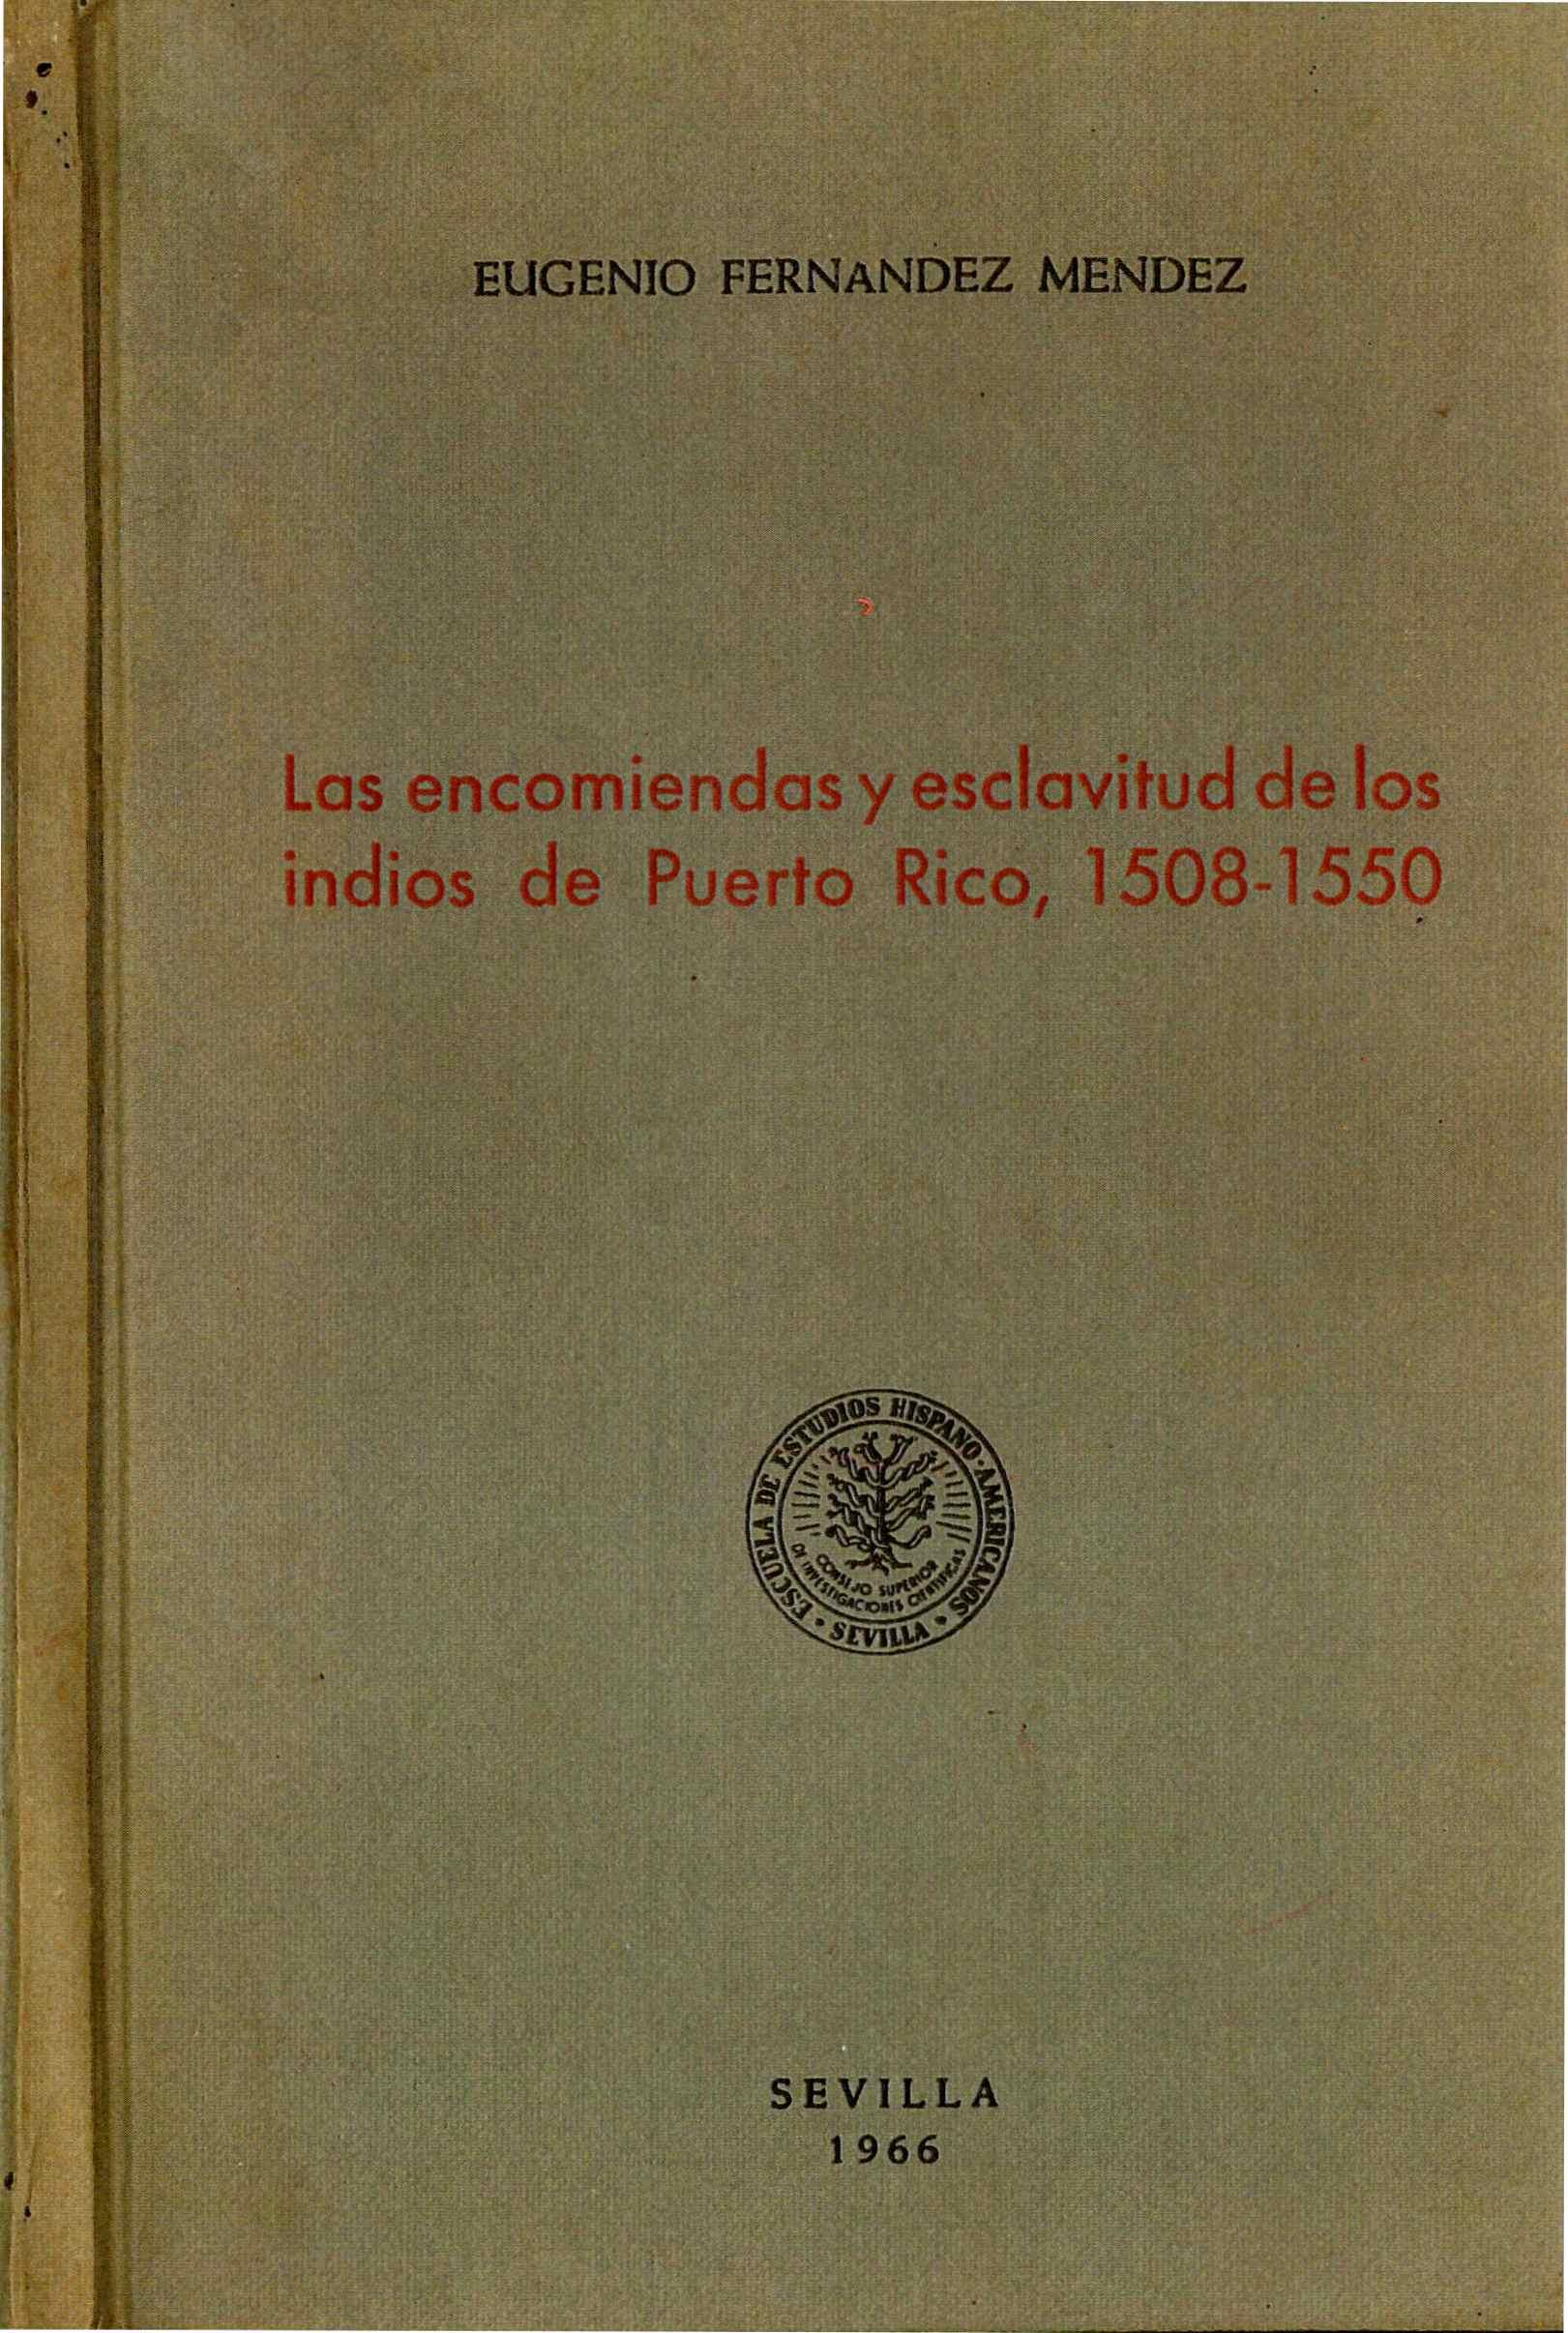 EUGENIO FERNANDEZ MENDEZ
Las encomiendas y esclavitud de los
indios de Puerto Rico, 1508-1550
ESCUELA DE ESTUDIOS HISPANO-AMERICANOS
CONSEJO SUPERIOR
DE INVESTIGACIONES CIENTIFICAS
• SEVILLA •
SEVILLA
1966